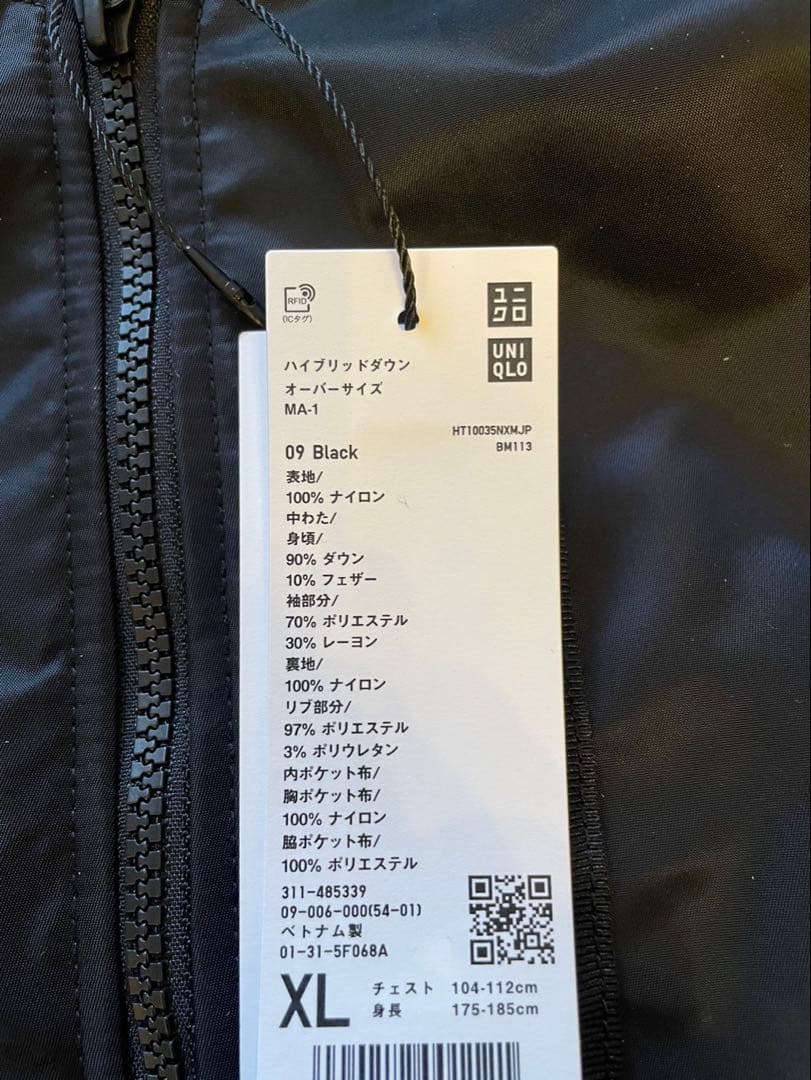 RFID
(ICタグ)
ユニ
クロ
UNI
QLO
ハイブリッドダウン
オーバーサイズ
MA-1
HT10035NXMJP
BM113
09 Black
表地/
100% ナイロン
中わた/
身頃/
90% ダウン
10% フェザー
袖部分/
70% ポリエステル
30% レーヨン
裏地/
100% ナイロン
リブ部分/
97% ポリエステル
3% ポリウレタン
内ポケット布/
胸ポケット布/
100% ナイロン
脇ポケット布/
100% ポリエステル
311-485339
09-006-000(54-01)
ベトナム製
01-31-5F068A
XL チェスト 104-112cm
身長 175-185cm